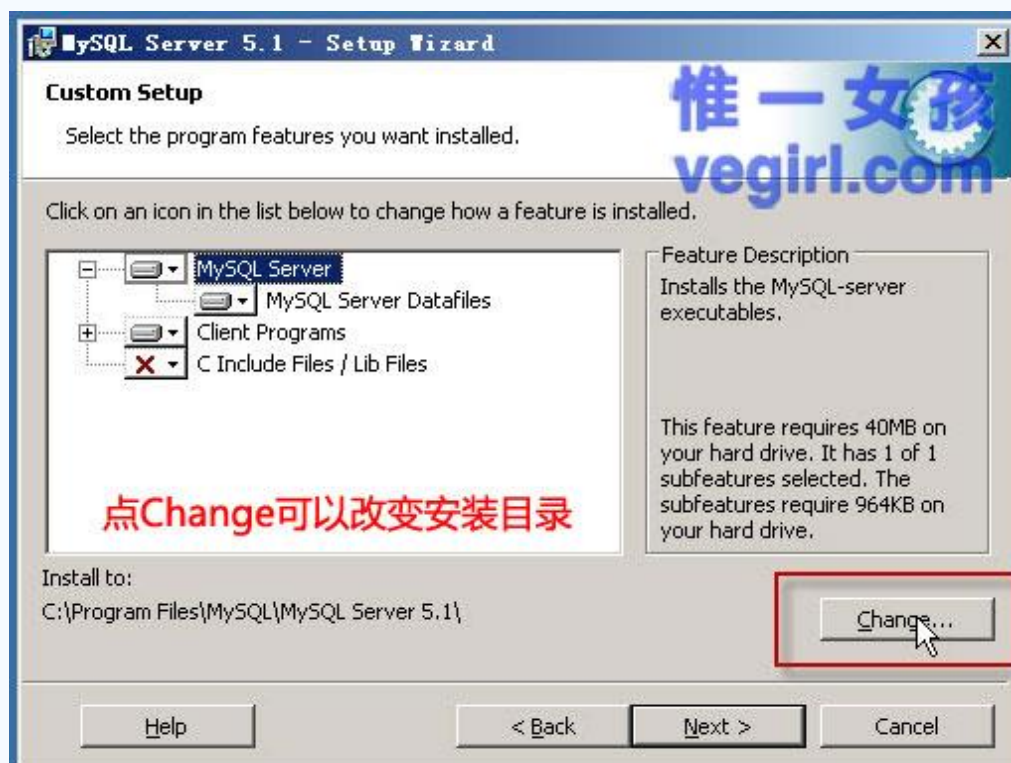 MySQL Server 5.1 - Setup Wizard
Custom Setup
Select the program features you want installed.
惟一女孩
vegirl.com
Click on an icon in the list below to change how a feature is installed.
MySQL Server
MySQL Server Datafiles
Client Programs
C Include Files / Lib Files
点Change可以改变安装目录
Feature Description
Installs the MySQL-server
executables.
This feature requires 40MB on
your hard drive. It has 1 of 1
subfeatures selected. The
subfeatures require 964KB on
your hard drive.
Install to:
C:\Program Files\MySQL\MySQL Server 5.1\
Change...
Help
< Back
Next >
Cancel